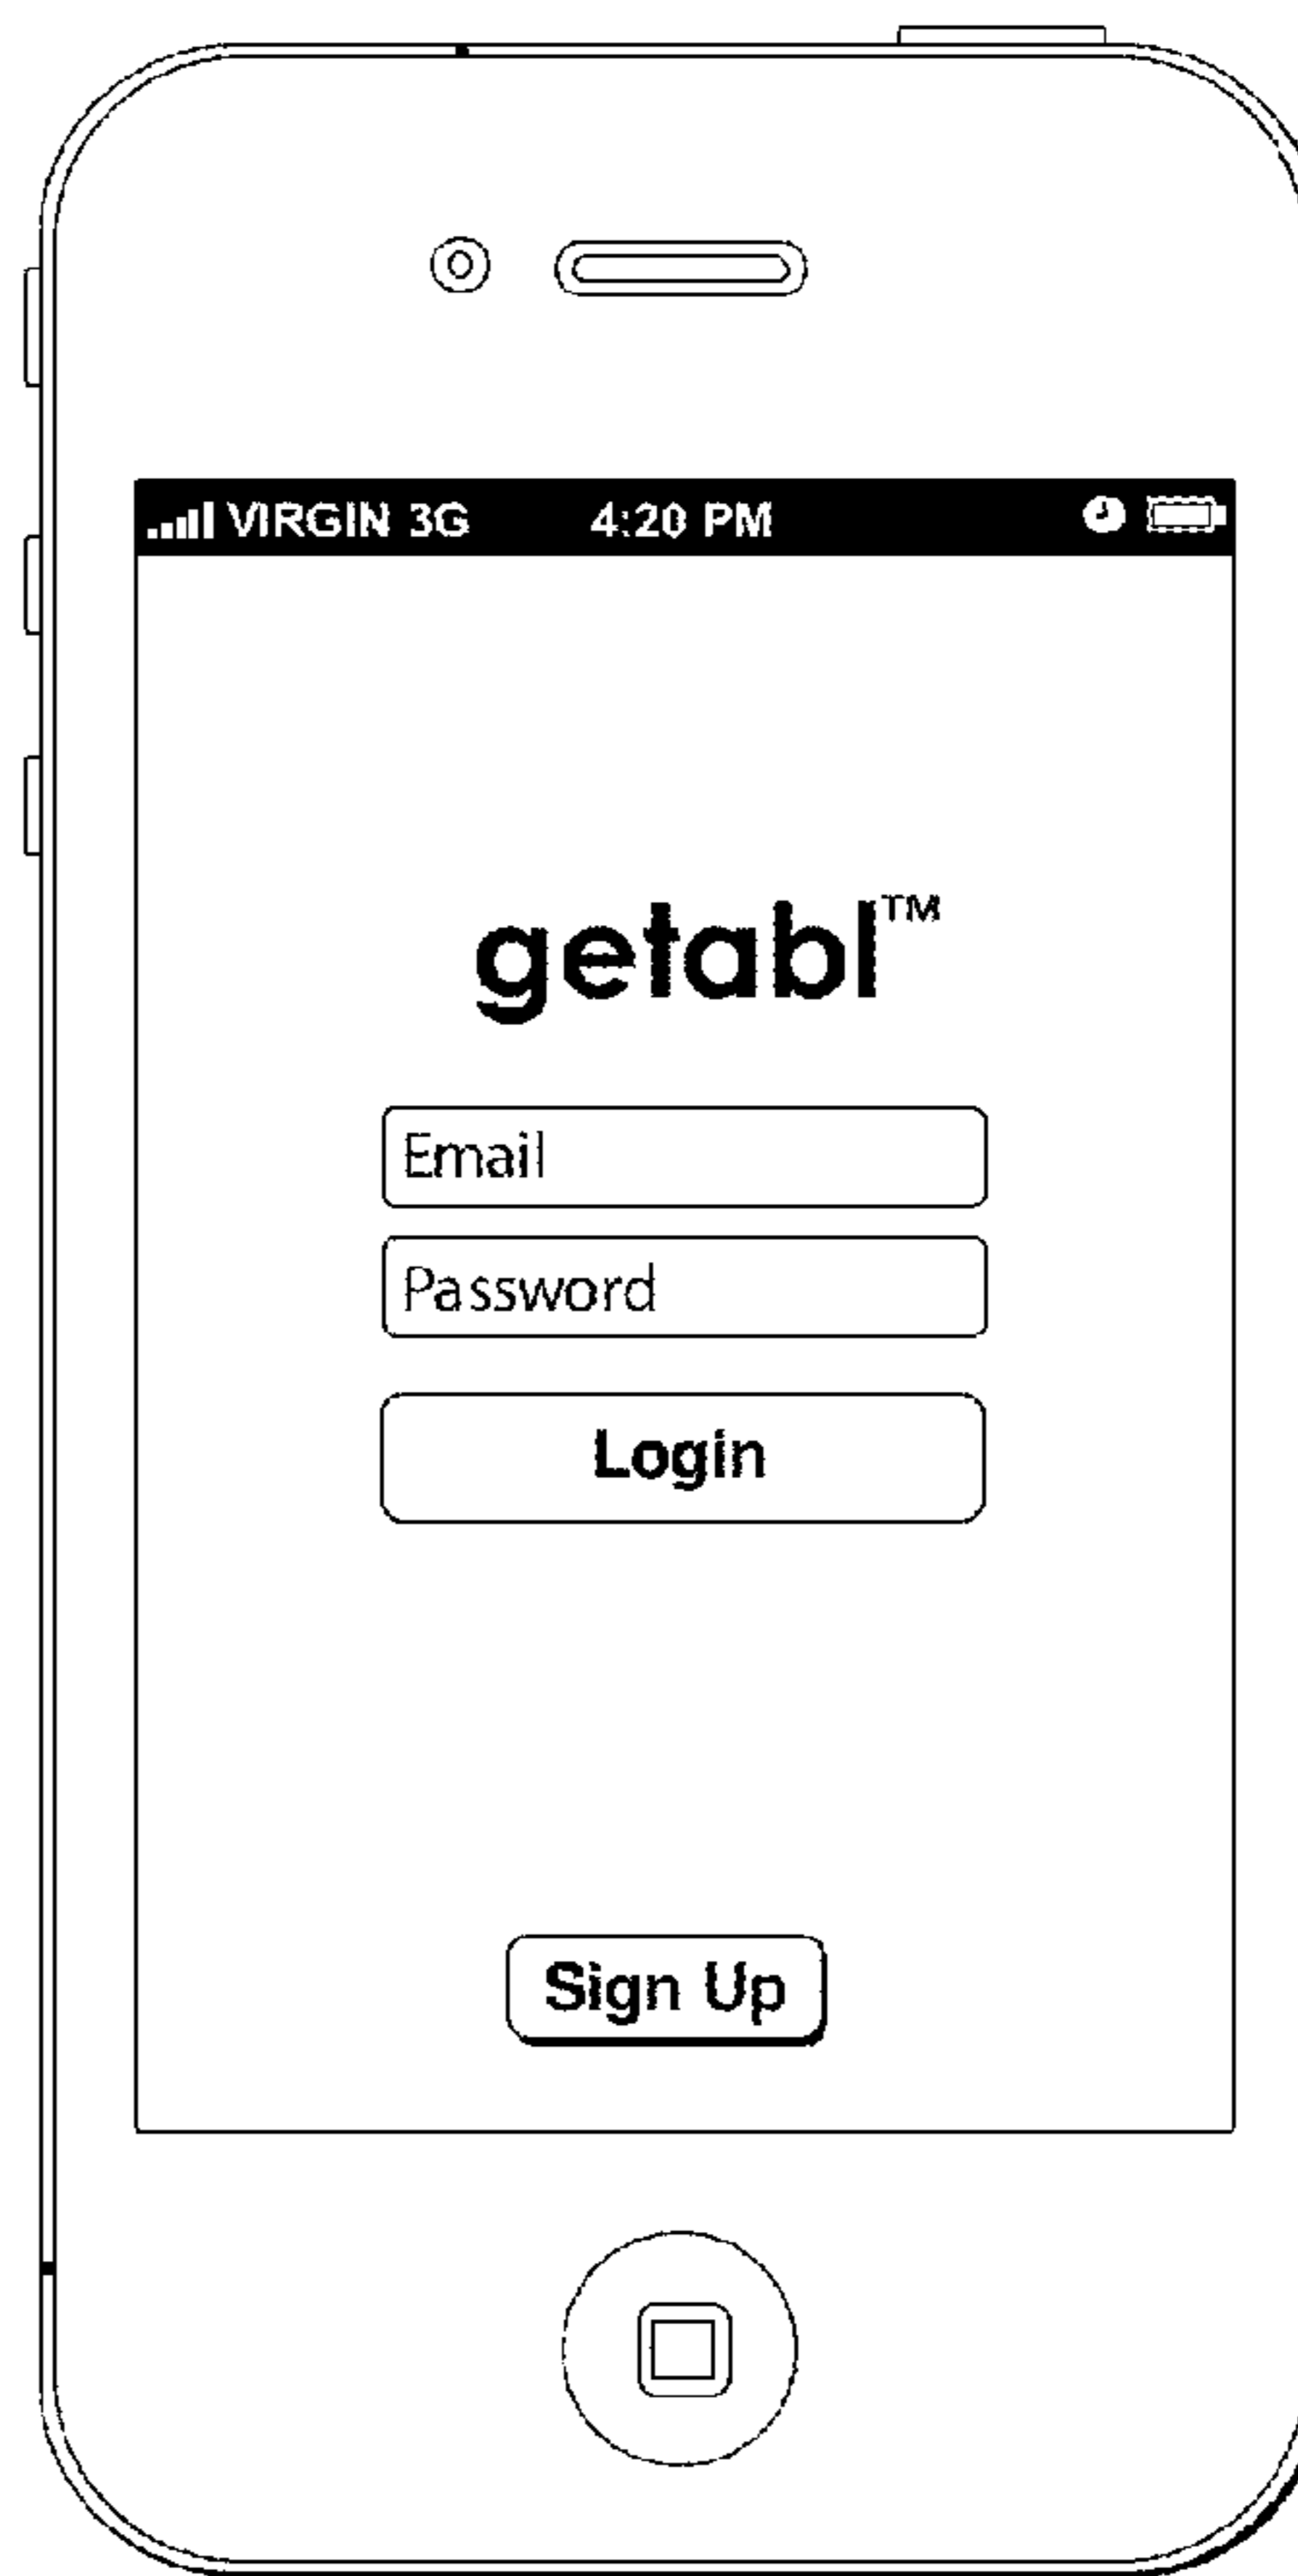 VIRGIN 3G 4:20 PM
getabl™
Email
Password
Login
Sign Up